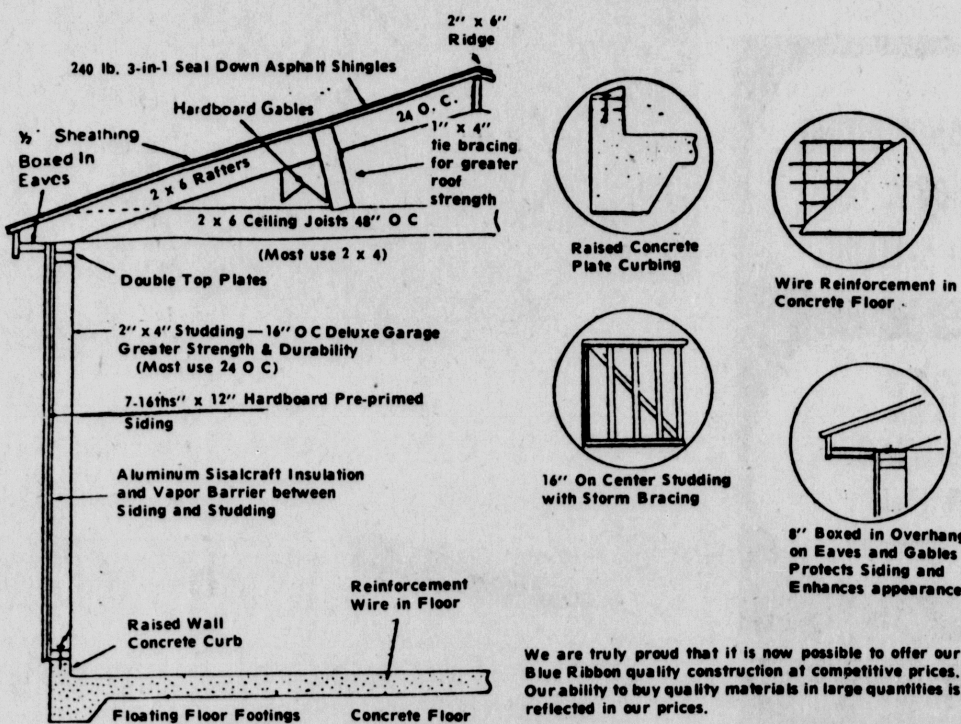 2" x 6"
Ridge
240 lb. 3-in-1 Seal Down Asphalt Shingles
Hardboard Gables
24 O. C.
½" Sheathing
Boxed In
Eaves
1" x 4"
tie bracing
for greater
roof
strength
2 x 6 Rafters
2 x 6 Ceiling Joists 48" O C
(Most use 2 x 4)
Double Top Plates
2" x 4" Studding — 16" O C Deluxe Garage
Greater Strength & Durability
(Most use 24 O C)
7-16ths" x 12" Hardboard Pre-primed
Siding
Aluminum Sisalcraft Insulation
and Vapor Barrier between
Siding and Studding
Reinforcement
Wire in Floor
Raised Wall
Concrete Curb
Floating Floor Footings
Concrete Floor
Raised Concrete
Plate Curbing
Wire Reinforcement in
Concrete Floor
16" On Center Studding
with Storm Bracing
8" Boxed in Overhang
on Eaves and Gables
Protects Siding and
Enhances appearance
We are truly proud that it is now possible to offer our
Blue Ribbon quality construction at competitive prices.
Our ability to buy quality materials in large quantities is
reflected in our prices.